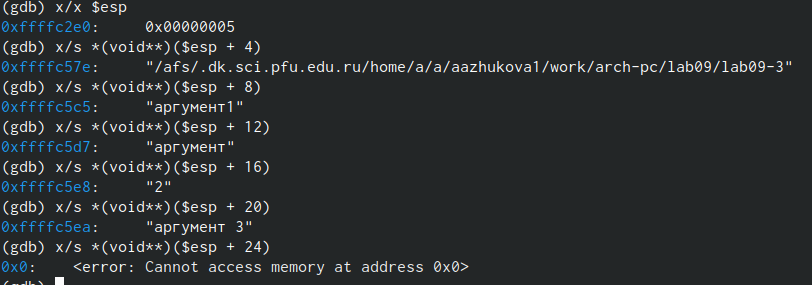 (gdb) x/x $esp
0xffffc2e0:     0x00000005
(gdb) x/s *(void**)($esp + 4)
0xffffc57e:     "/afs/.dk.sci.pfu.edu.ru/home/a/a/aazhukova1/work/arch-pc/lab09/lab09-3"
(gdb) x/s *(void**)($esp + 8)
0xffffc5c5:     "аргумент1"
(gdb) x/s *(void**)($esp + 12)
0xffffc5d7:     "аргумент"
(gdb) x/s *(void**)($esp + 16)
0xffffc5e8:     "2"
(gdb) x/s *(void**)($esp + 20)
0xffffc5ea:     "аргумент 3"
(gdb) x/s *(void**)($esp + 24)
0x0:    <error: Cannot access memory at address 0x0>
(gdb)